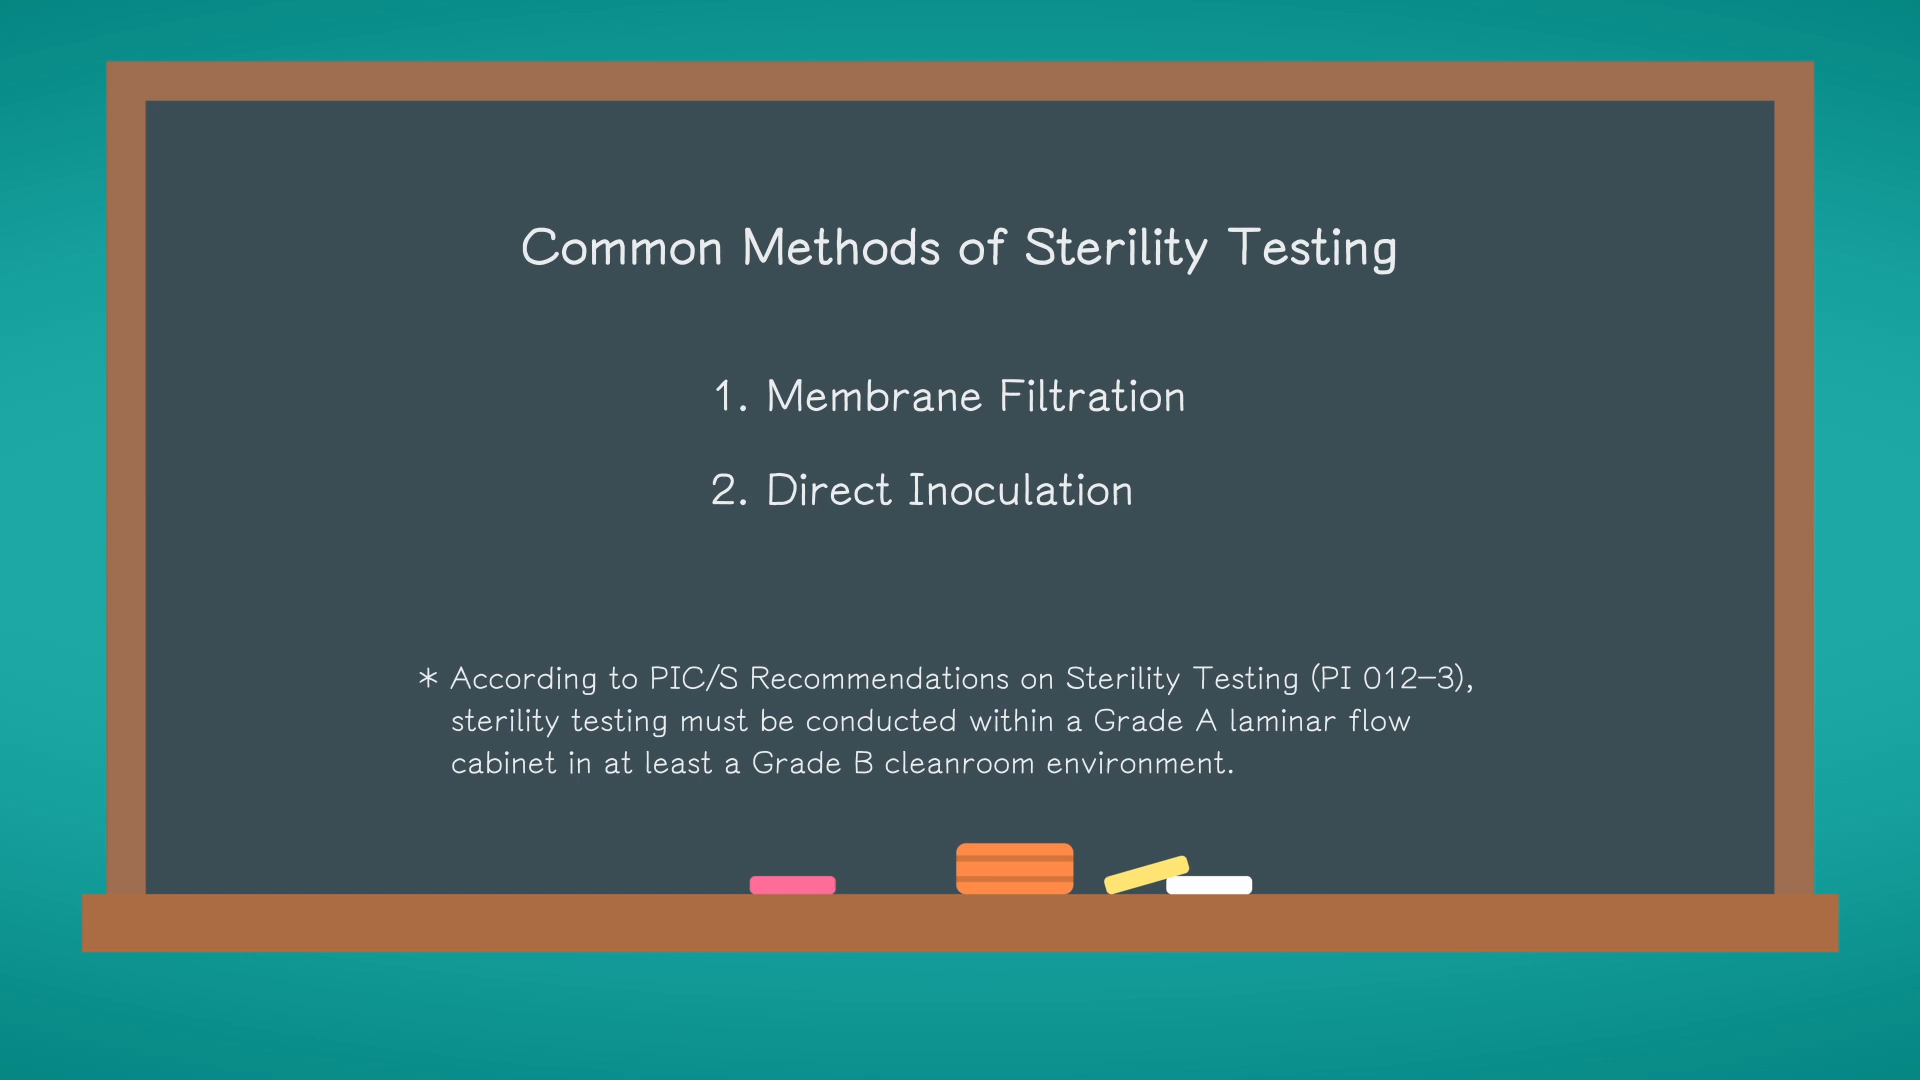 Common Methods of Sterility Testing
1. Membrane Filtration
2. Direct Inoculation
* According to PIC/S Recommendations on Sterility Testing (PI 012-3),
sterility testing must be conducted within a Grade A laminar flow
cabinet in at least a Grade B cleanroom environment.